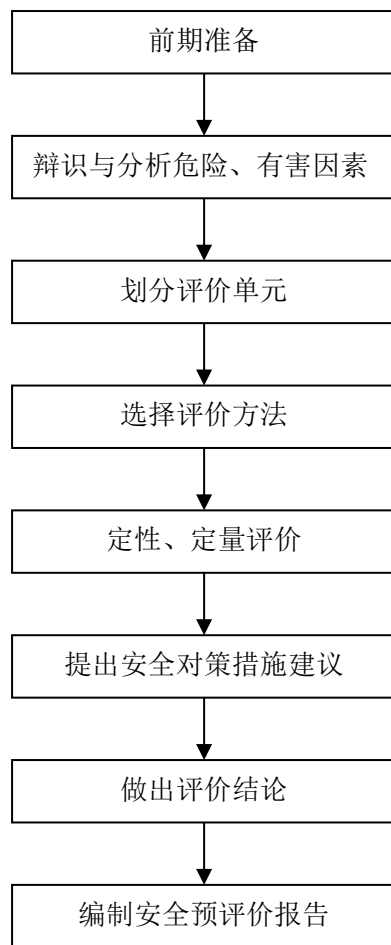 前期准备
辩识与分析危险、有害因素
划分评价单元
选择评价方法
定性、定量评价
提出安全对策措施建议
做出评价结论
编制安全预评价报告